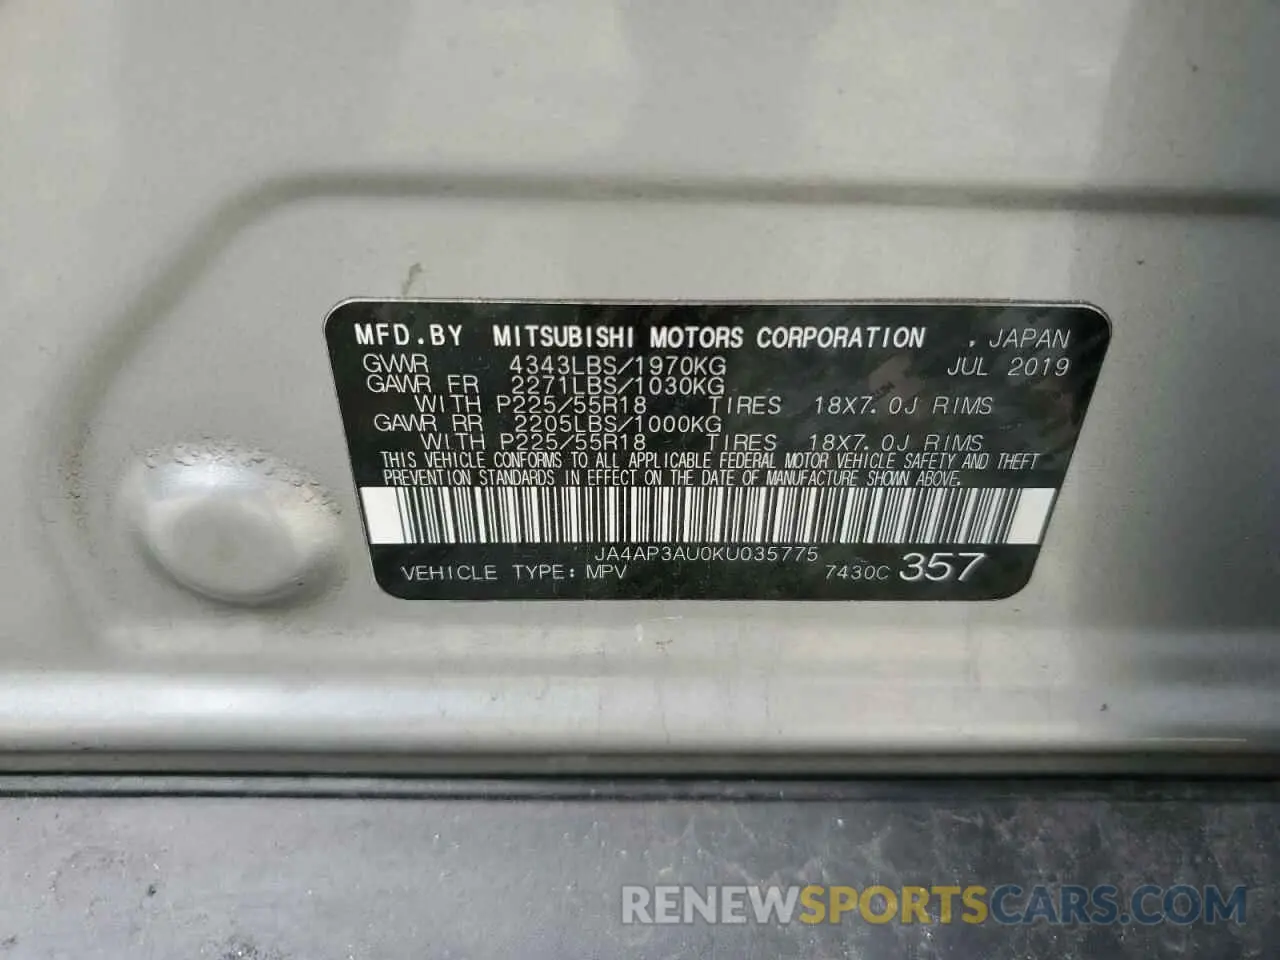 MFD.BY MITSUBISHI MOTORS CORPORATION , JAPAN
GVWR 4343LBS/1970KG JUL 2019
GAWR FR 2271LBS/1030KG
WITH P225/55R18 TIRES 18X7.0J RIMS
GAWR RR 2205LBS/1000KG
WITH P225/55R18 TIRES 18X7.0J RIMS
THIS VEHICLE CONFORMS TO ALL APPLICABLE FEDERAL MOTOR VEHICLE SAFETY AND THEFT
PREVENTION STANDARDS IN EFFECT ON THE DATE OF MANUFACTURE SHOWN ABOVE.
JA4AP3AU0KU035775
VEHICLE TYPE: MPV 7430C 357
RENEWSPORTSCARS.COM